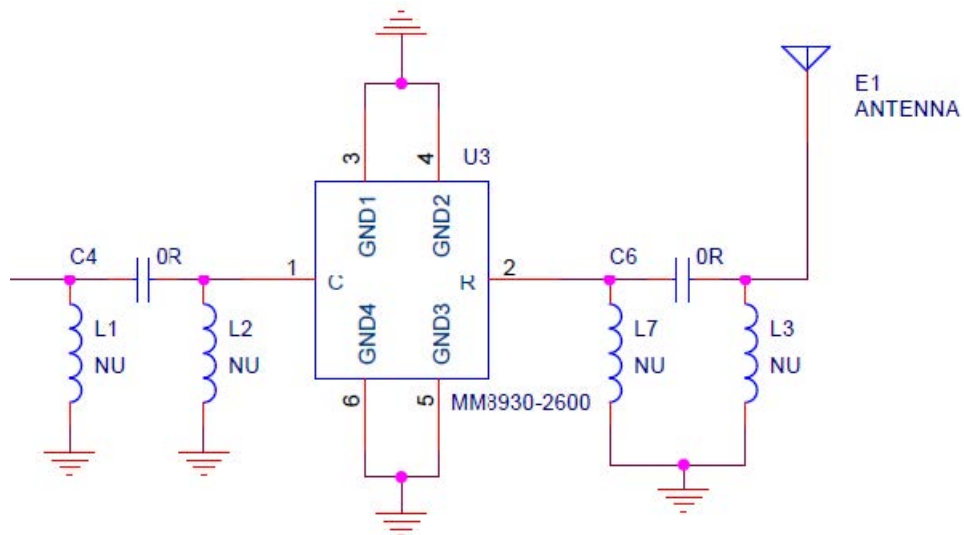 E1
ANTENNA
3
4
U3
GND1
GND2
C4
0R
1
C
R
2
C6
0R
L1
NU
L2
NU
GND4
GND3
L7
NU
L3
NU
6
5
MM8930-2600